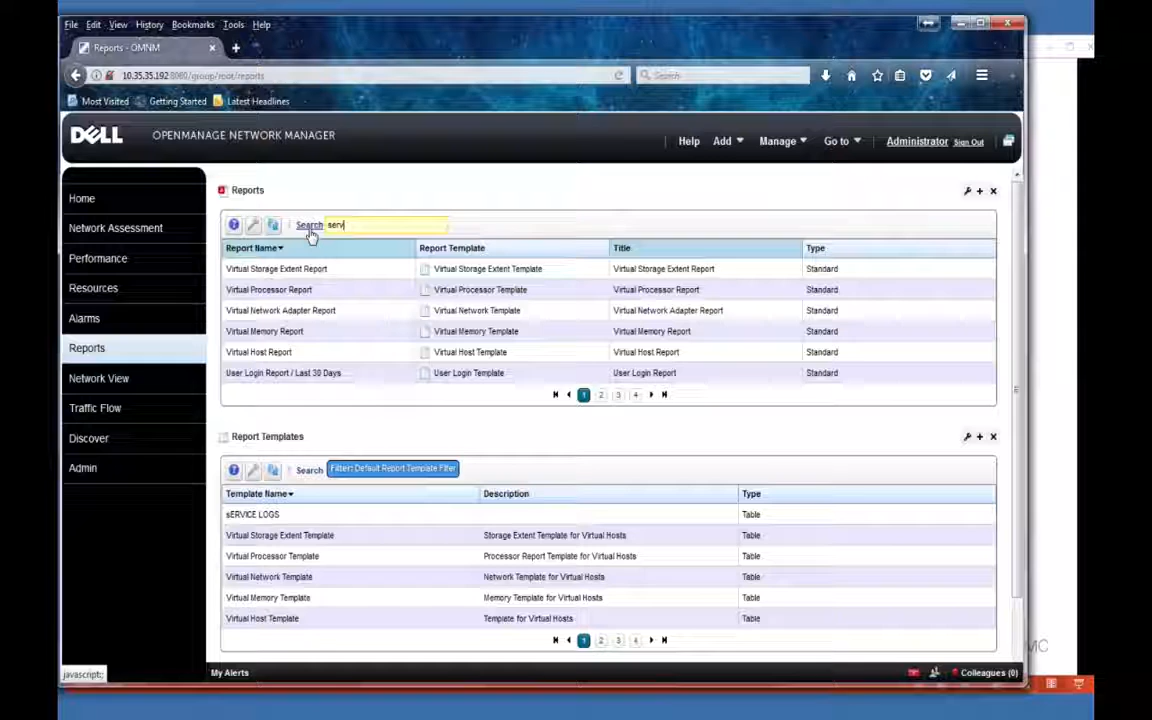 File Edit View History Bookmarks Tools Help
Reports - OMNM
10.35.35.192:8089/group/root/reports
Search
Most Visited Getting Started Latest Headlines
DELL OPENMANAGE NETWORK MANAGER
Help Add Manage Go to Administrator Sign Out
Home
Network Assessment
Performance
Resources
Alarms
Reports
Network View
Traffic Flow
Discover
Admin
Reports
Search serv
Report Name Report Template Title Type
Virtual Storage Extent Report Virtual Storage Extent Template Virtual Storage Extent Report Standard
Virtual Processor Report Virtual Processor Template Virtual Processor Report Standard
Virtual Network Adapter Report Virtual Network Template Virtual Network Adapter Report Standard
Virtual Memory Report Virtual Memory Template Virtual Memory Report Standard
Virtual Host Report Virtual Host Template Virtual Host Report Standard
User Login Report / Last 30 Days User Login Template User Login Report Standard
1 2 3 4
Report Templates
Search Filter: Default Report Template Filter
Template Name Description Type
sERVICE LOGS Table
Virtual Storage Extent Template Storage Extent Template for Virtual Hosts Table
Virtual Processor Template Processor Report Template for Virtual Hosts Table
Virtual Network Template Network Template for Virtual Hosts Table
Virtual Memory Template Memory Template for Virtual Hosts Table
Virtual Host Template Template for Virtual Hosts Table
1 2 3 4
MC
javascript:;
My Alerts
Colleagues (0)